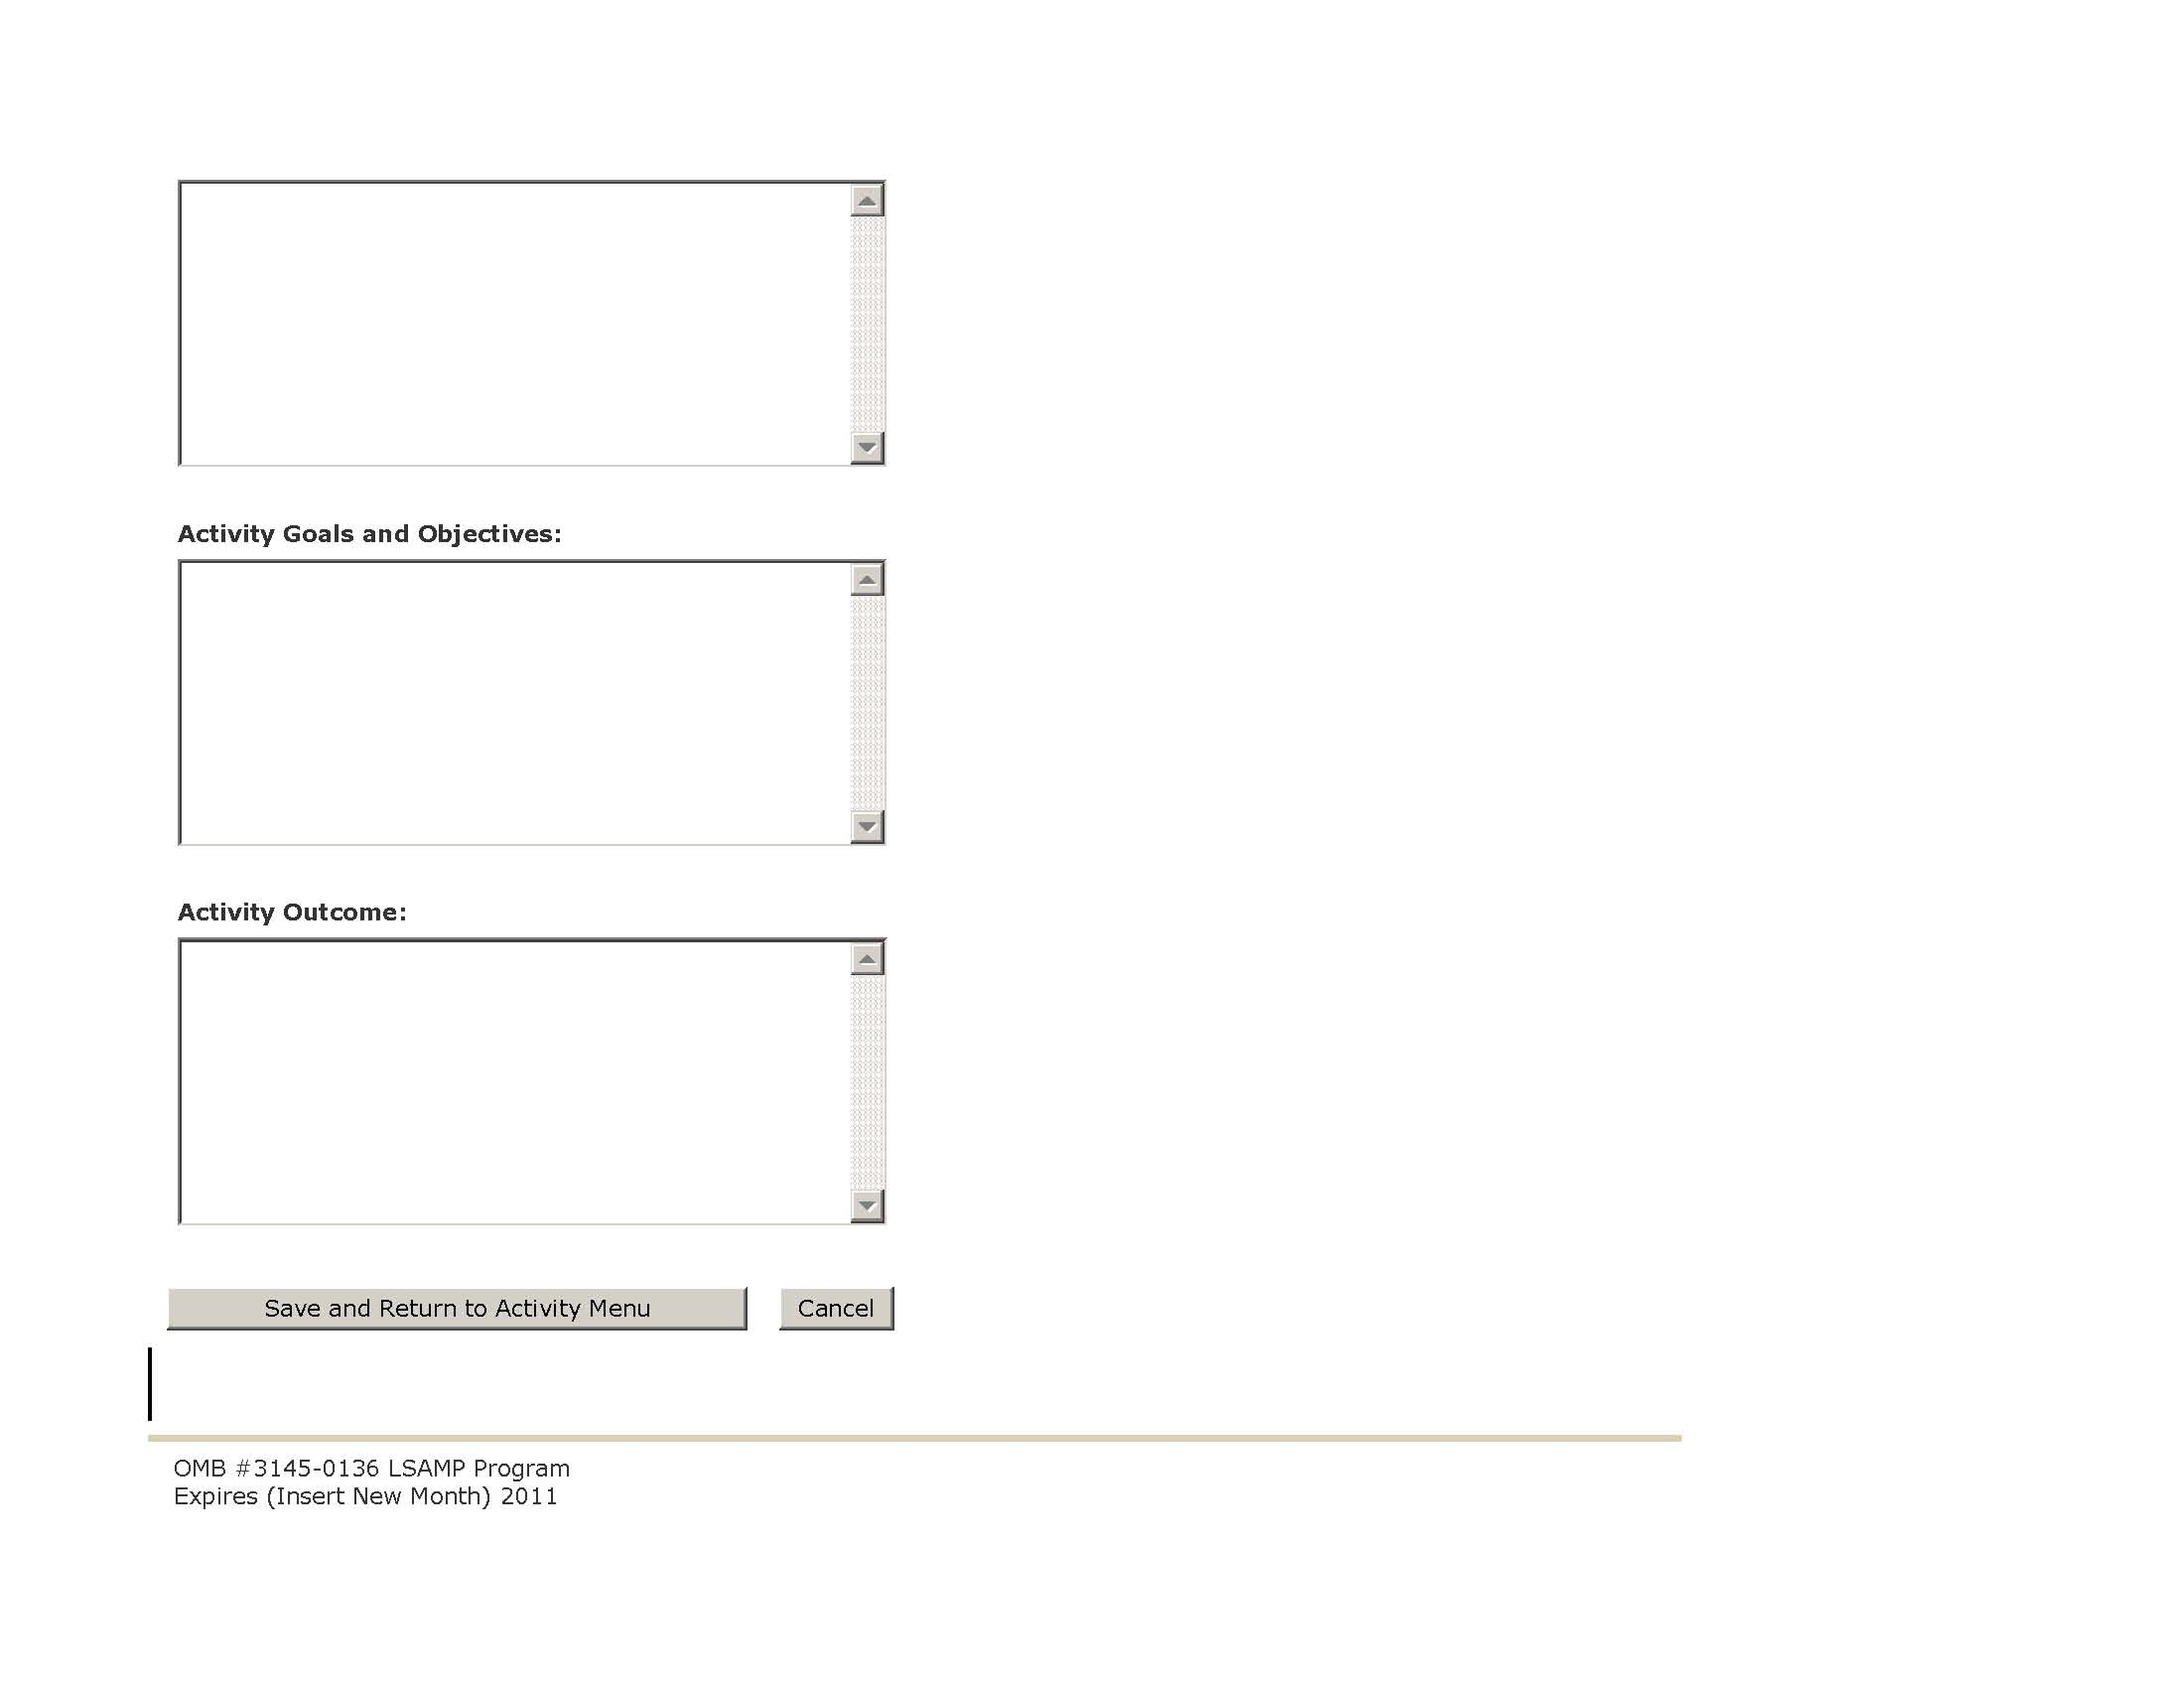 Activity Goals and Objectives:
Activity Outcome:
Save and Return to Activity Menu
Cancel
OMB #3145-0136 LSAMP Program
Expires (Insert New Month) 2011